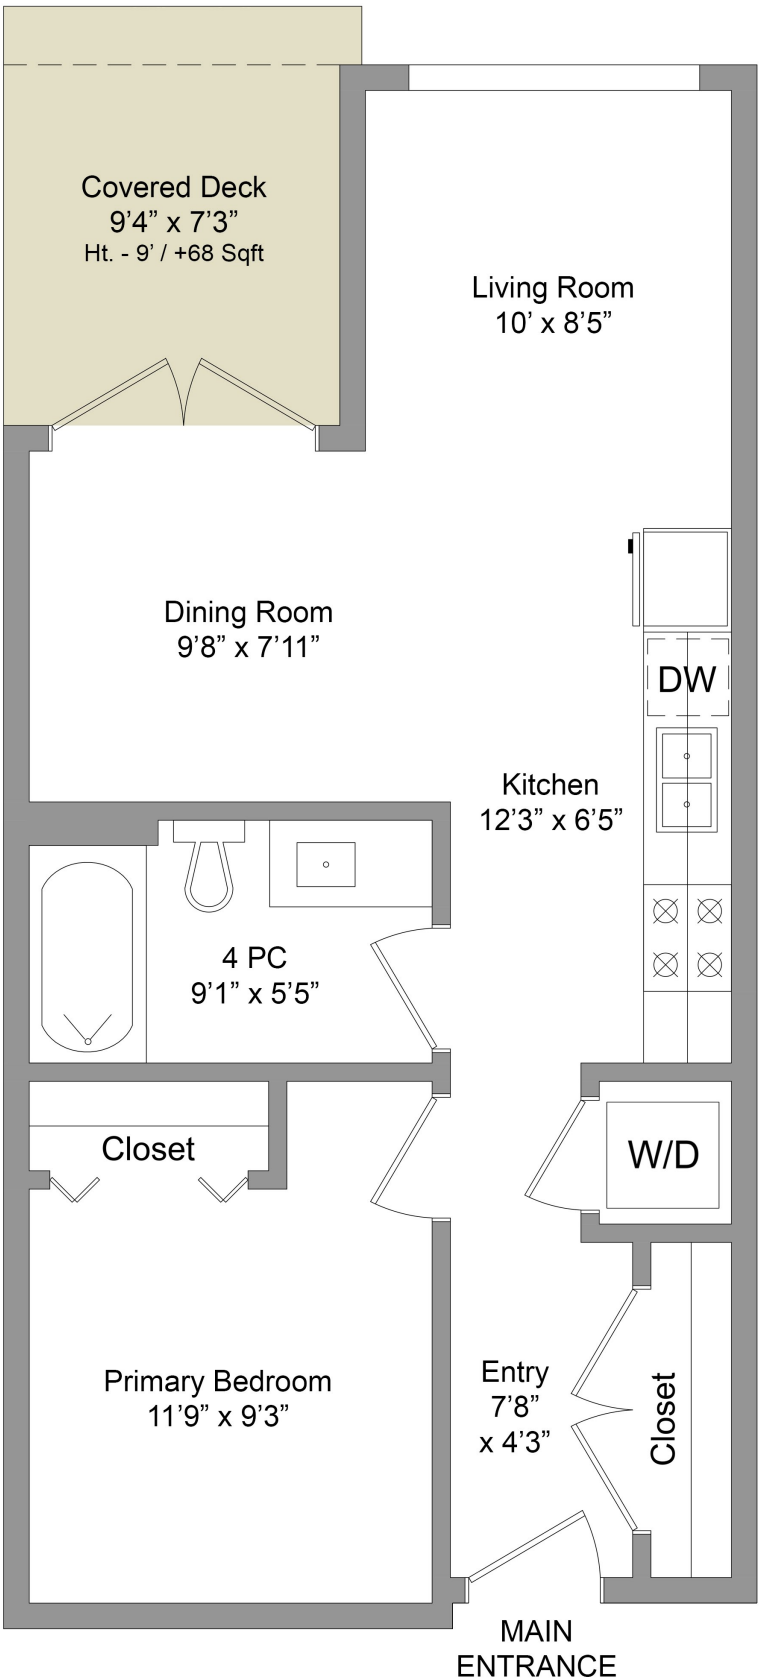 Covered Deck
9’4” x 7’3”
Ht. - 9’ / +68 Sqft
Living Room
10’ x 8’5”
Dining Room
9’8” x 7’11”
DW
Kitchen
12’3” x 6’5”
4 PC
9’1” x 5’5”
Closet
W/D
Primary Bedroom
11’9” x 9’3”
Entry
7’8”
x 4’3”
Closet
MAIN
ENTRANCE